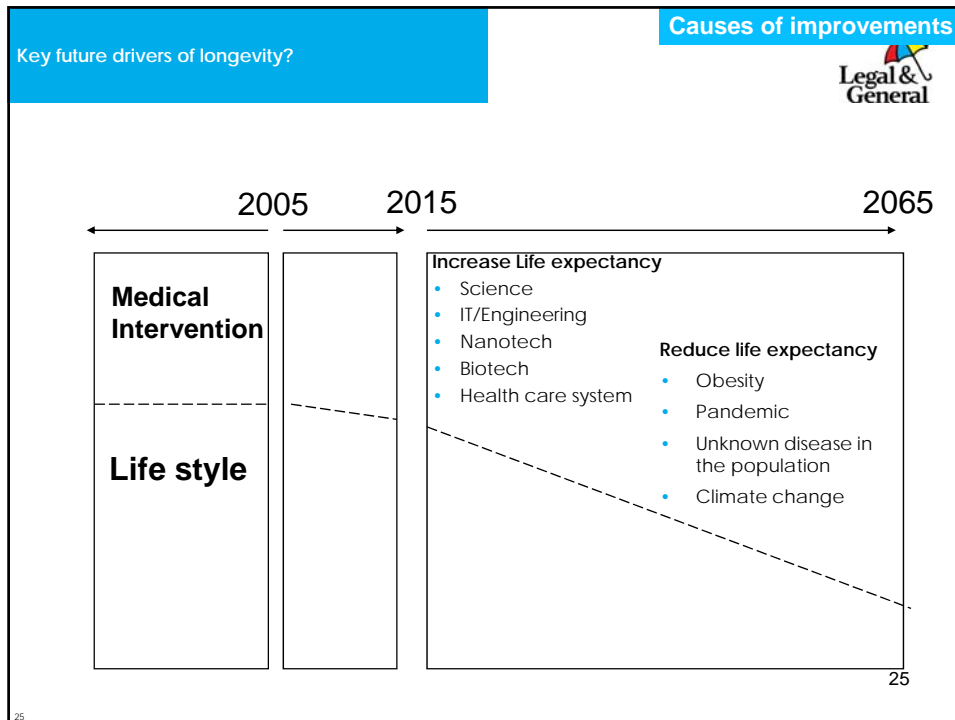 Causes of improvements
Key future drivers of longevity?
Legal &
General
2005
2015
2065
Medical
Intervention
Life style
Increase Life expectancy
• Science
• IT/Engineering
• Nanotech
• Biotech
• Health care system
Reduce life expectancy
• Obesity
• Pandemic
• Unknown disease in
the population
• Climate change
25
25